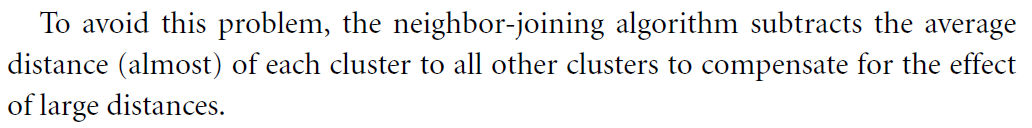 To avoid this problem, the neighbor-joining algorithm subtracts the average
distance (almost) of each cluster to all other clusters to compensate for the effect
of large distances.